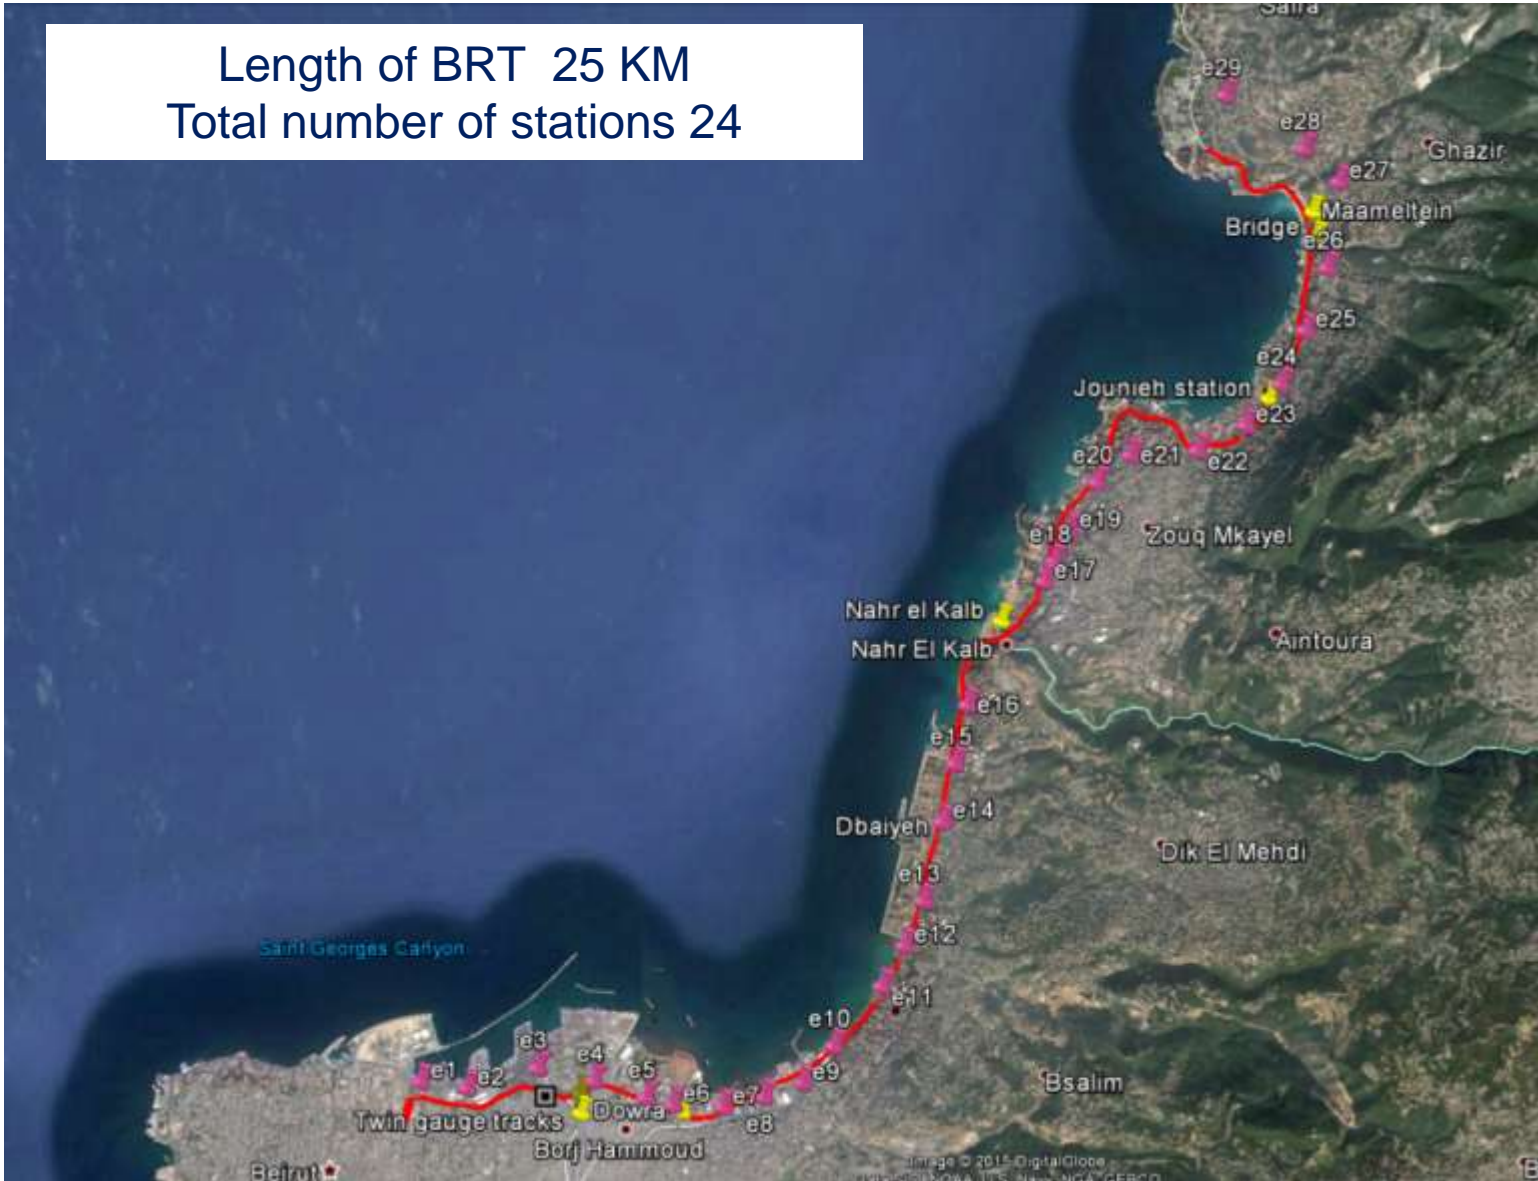 Length of BRT 25 KM
Total number of stations 24
Safra
e29
e28
Ghazir
e27
Maameltein
Bridge
e26
e25
e24
Jounieh station
e23
e20
e21
e22
e19
e18
Zouq Mkayel
e17
Nahr el Kalb
Nahr El Kalb
Aintoura
e16
e15
e14
Dbaiyeh
Dik El Mehdi
e13
e12
Saint Georges Canyon
e11
e10
e3
e4
e1
e2
e5
e9
Bsalim
e6
e7
e8
Twin gauge tracks
Dowra
Borj Hammoud
Beirut
Image © 2015 DigitalGlobe